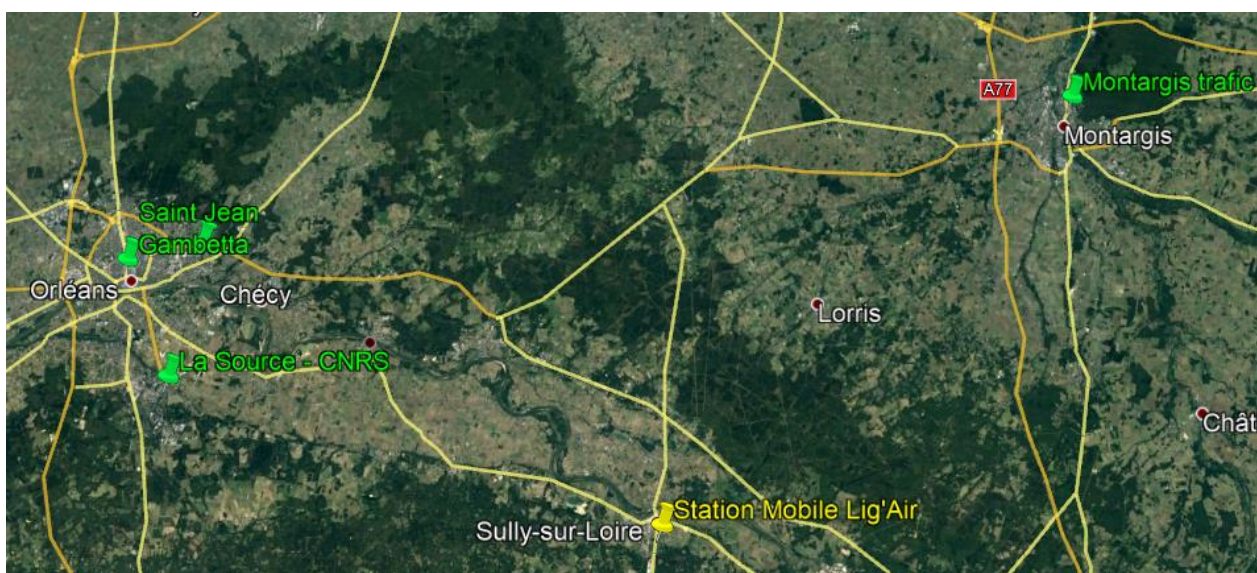 A77
Montargis trafic
Montargis
Saint Jean
Gambetta
Orléans
Chécy
Lorris
La Source - CNRS
Chât
Station Mobile Lig'Air
Sully-sur-Loire